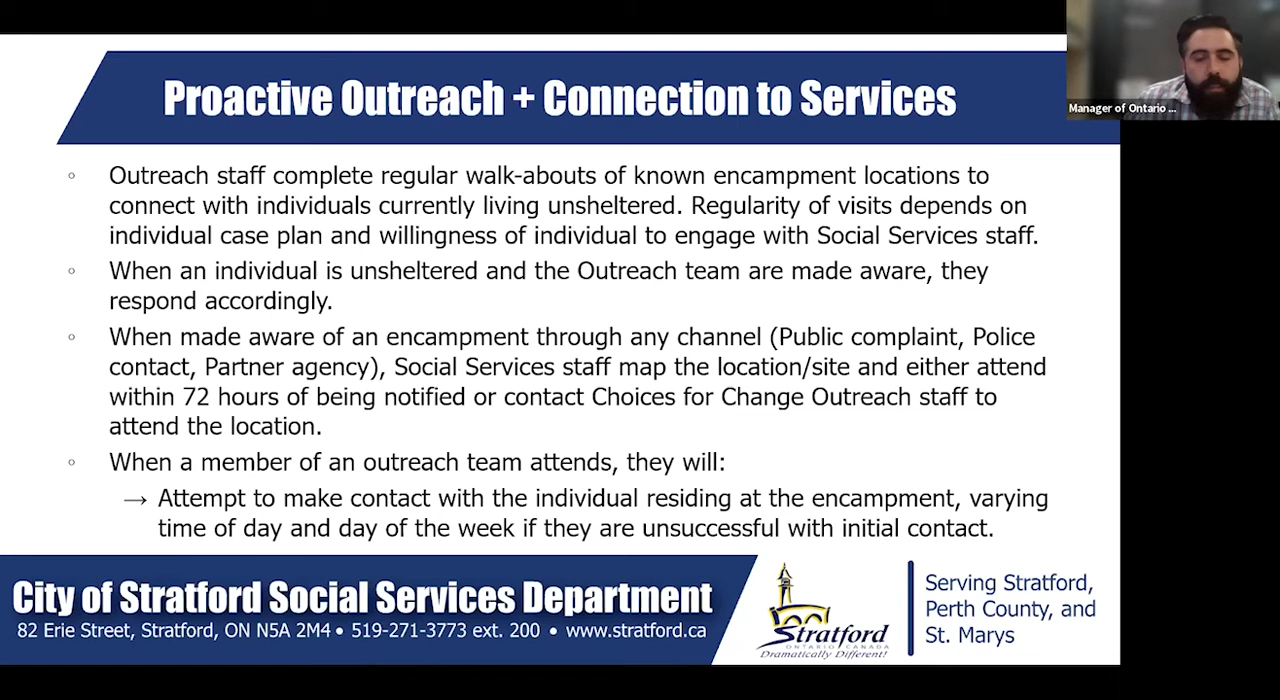 Proactive Outreach + Connection to Services
Manager of Ontario ...
◦ Outreach staff complete regular walk-abouts of known encampment locations to
connect with individuals currently living unsheltered. Regularity of visits depends on
individual case plan and willingness of individual to engage with Social Services staff.
◦ When an individual is unsheltered and the Outreach team are made aware, they
respond accordingly.
◦ When made aware of an encampment through any channel (Public complaint, Police
contact, Partner agency), Social Services staff map the location/site and either attend
within 72 hours of being notified or contact Choices for Change Outreach staff to
attend the location.
◦ When a member of an outreach team attends, they will:
→ Attempt to make contact with the individual residing at the encampment, varying
time of day and day of the week if they are unsuccessful with initial contact.
City of Stratford Social Services Department
82 Erie Street, Stratford, ON N5A 2M4 • 519-271-3773 ext. 200 • www.stratford.ca
Stratford
ONTARIO CANADA
Dramatically Different!
Serving Stratford,
Perth County, and
St. Marys